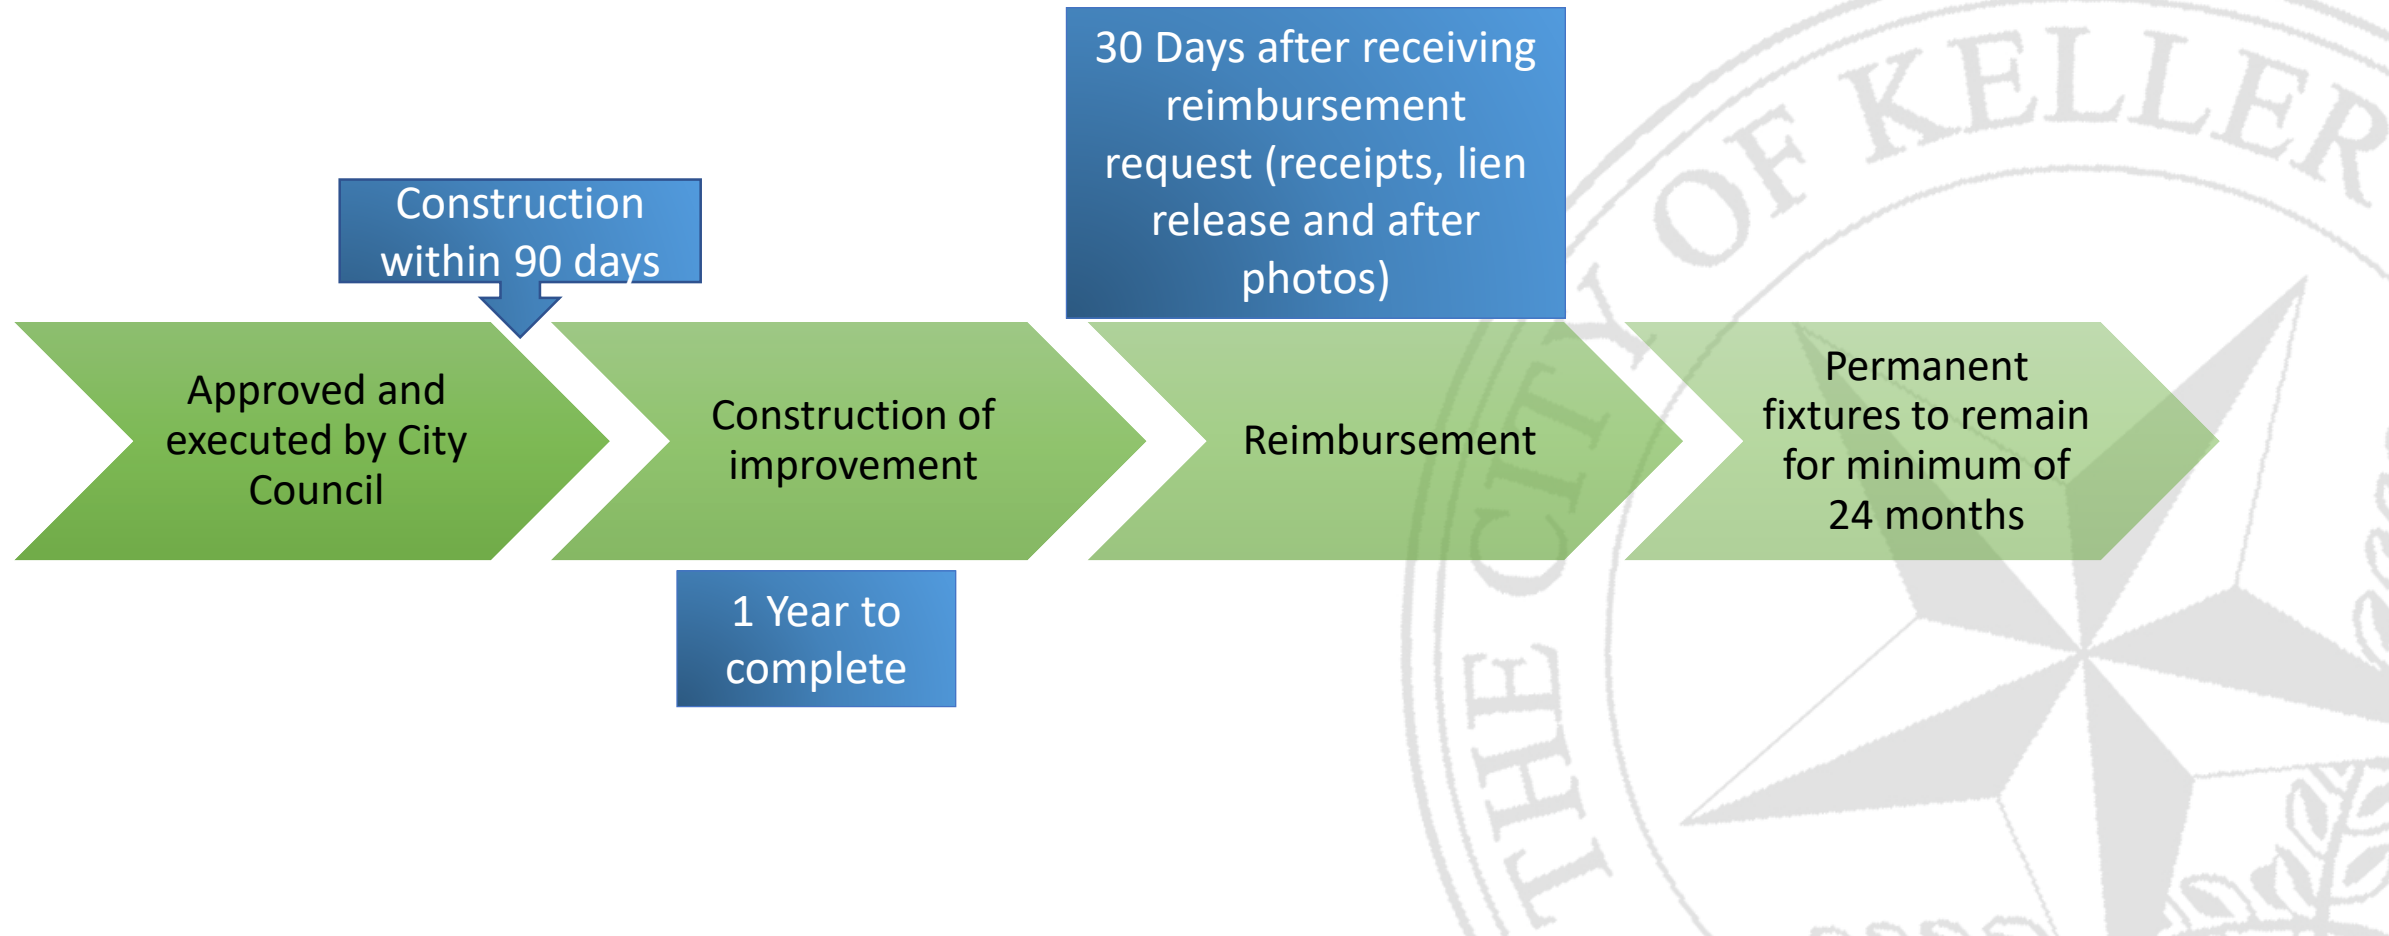 30 Days after receiving
reimbursement
request (receipts, lien
release and after
photos)
Construction
within 90 days
Approved and
executed by City
Council
Construction of
improvement
Reimbursement
Permanent
fixtures to remain
for minimum of
24 months
1 Year to
complete
THE CITY OF KELLER